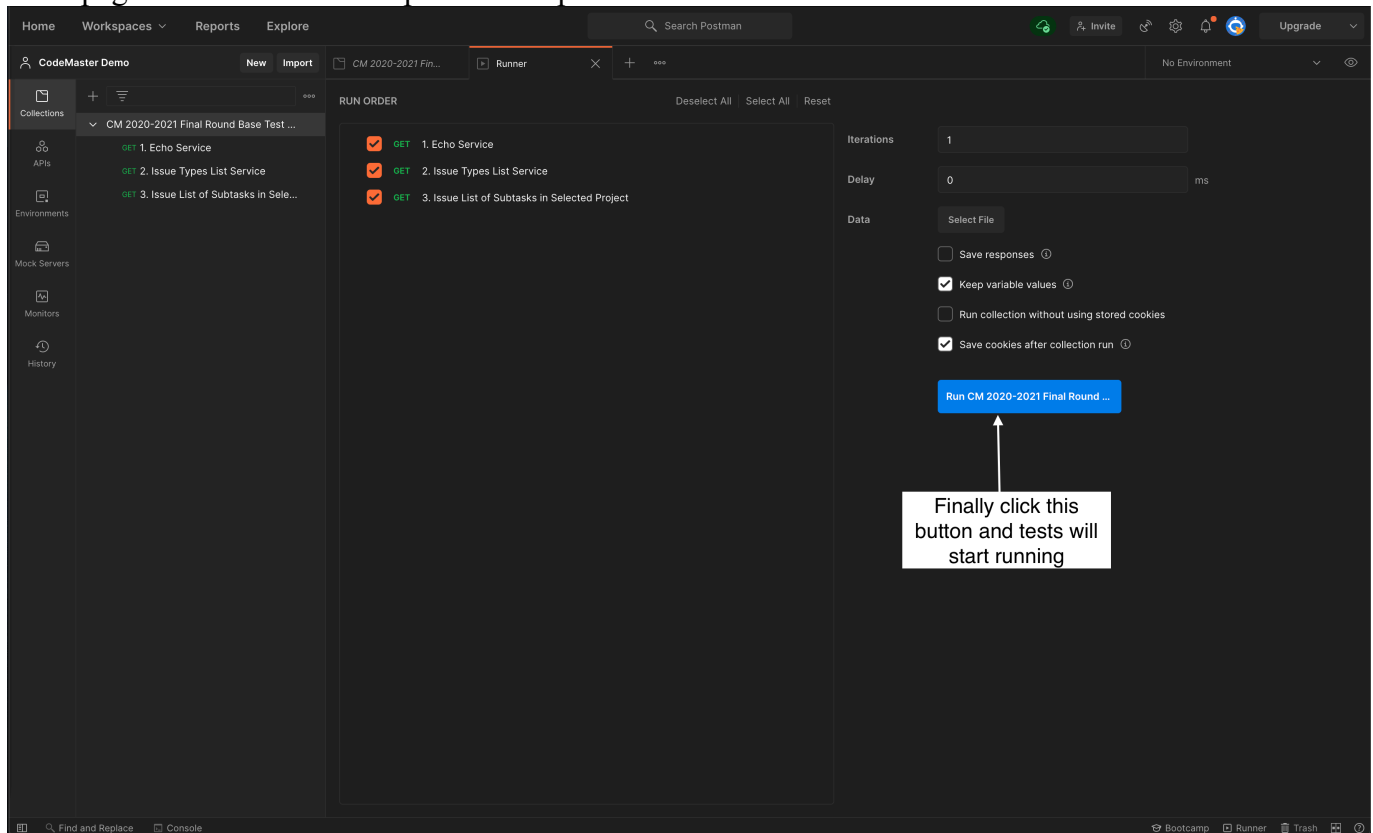 Home Workspaces Reports Explore Search Postman Invite Upgrade
CodeMaster Demo New Import CM 2020-2021 Fin... Runner No Environment
Collections
APIs
Environments
Mock Servers
Monitors
History
CM 2020-2021 Final Round Base Test ...
GET 1. Echo Service
GET 2. Issue Types List Service
GET 3. Issue List of Subtasks in Sele...
RUN ORDER Deselect All Select All Reset
GET 1. Echo Service
GET 2. Issue Types List Service
GET 3. Issue List of Subtasks in Selected Project
Iterations 1
Delay 0 ms
Data Select File
Save responses
Keep variable values
Run collection without using stored cookies
Save cookies after collection run
Run CM 2020-2021 Final Round ...
Finally click this
button and tests will
start running
Find and Replace Console Bootcamp Runner Trash